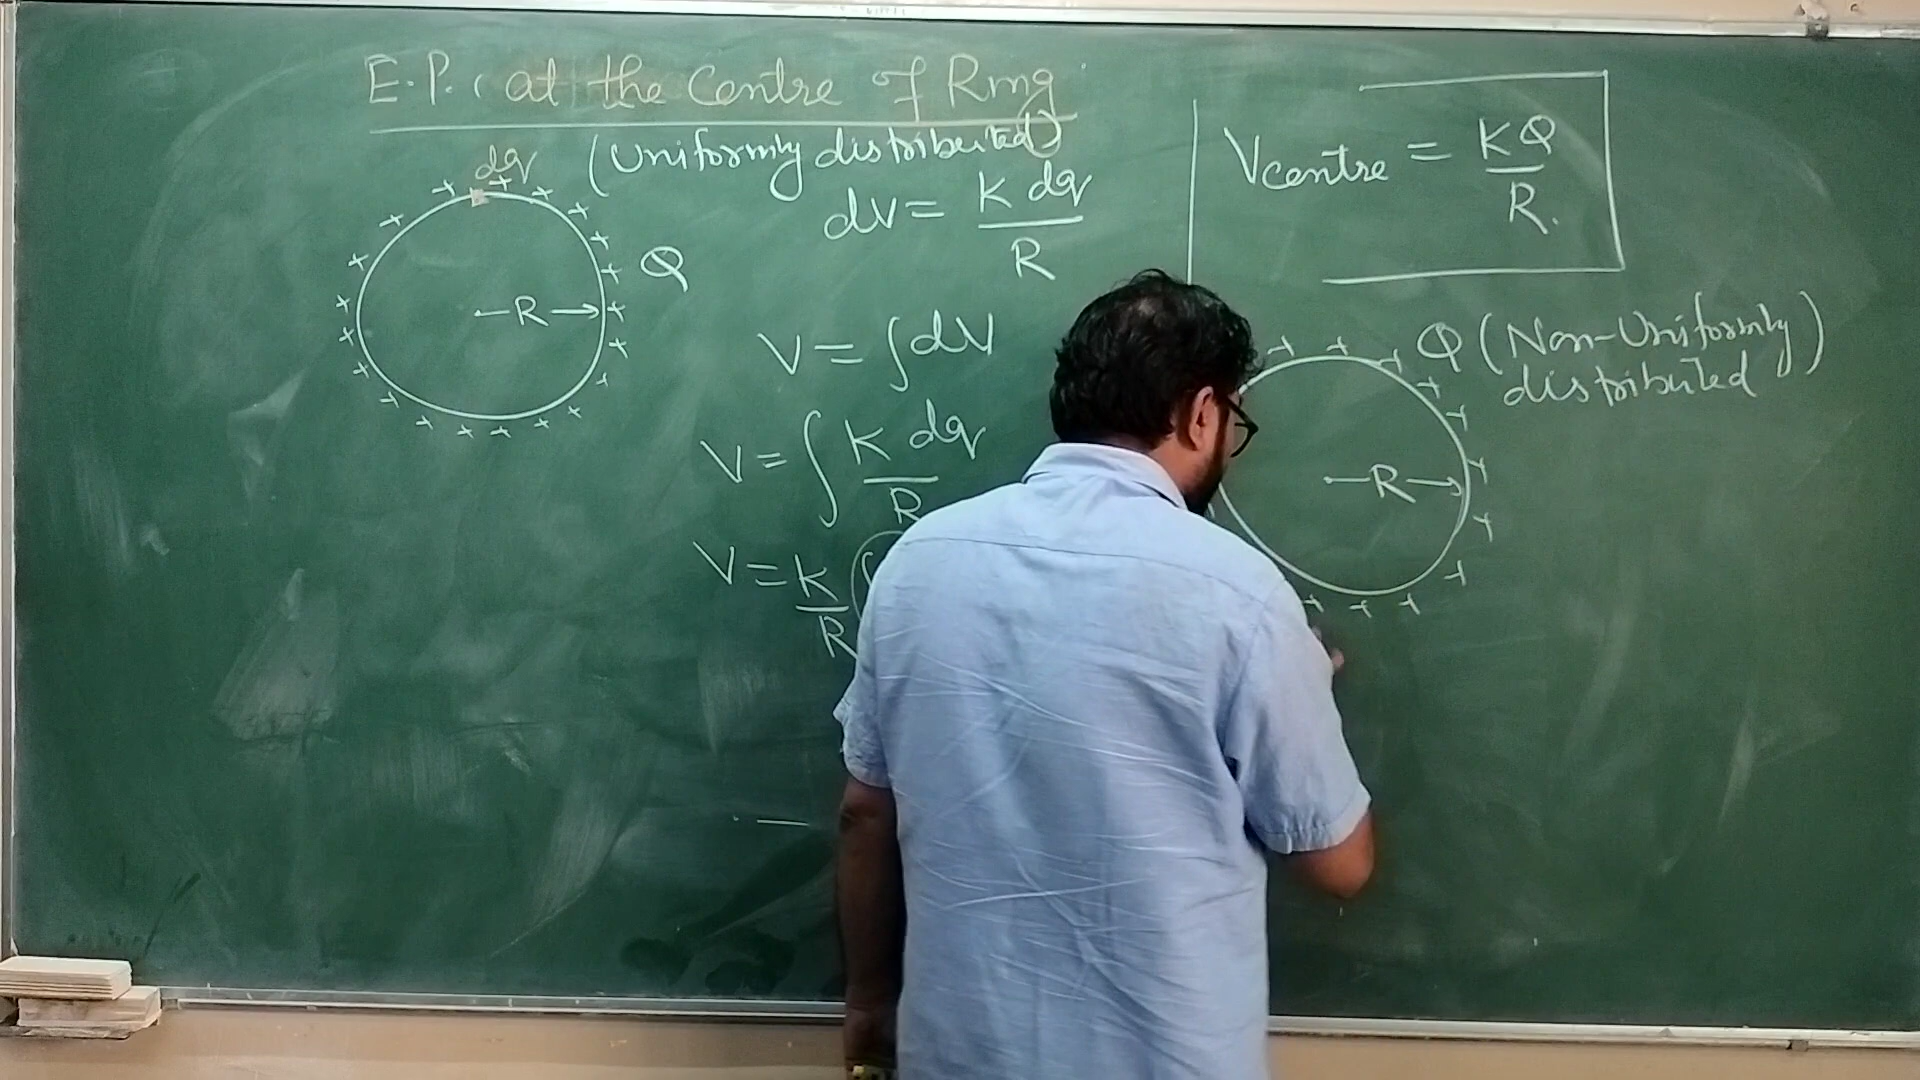 E.P. at the Centre of Ring
(Uniformly distributed)
dq
Q
R
dV = K dq / R
V = ∫dV
V = ∫ K dq / R
V = K / R
Vcentre = KQ / R.
Q (Non-Uniformly
distributed)
R